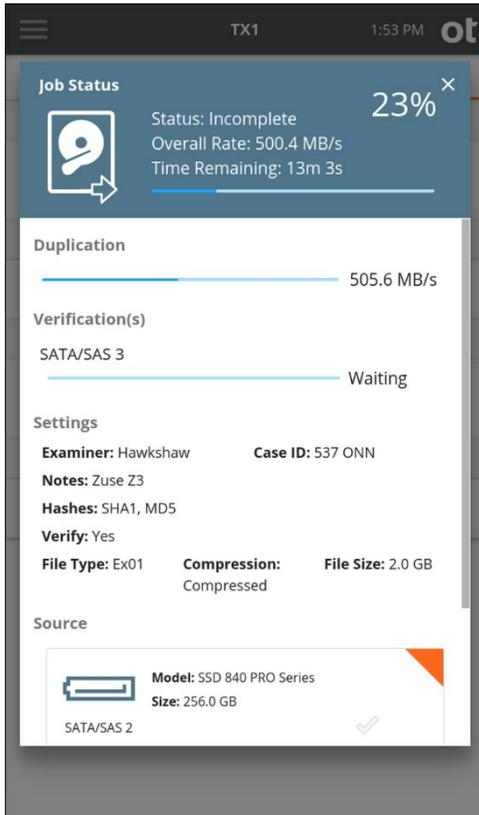 TX1
1:53 PM
ot
Job Status
23%
Status: Incomplete
Overall Rate: 500.4 MB/s
Time Remaining: 13m 3s
Duplication
505.6 MB/s
Verification(s)
SATA/SAS 3
Waiting
Settings
Examiner: Hawkshaw Case ID: 537 ONN
Notes: Zuse Z3
Hashes: SHA1, MD5
Verify: Yes
File Type: Ex01 Compression: File Size: 2.0 GB
Compressed
Source
Model: SSD 840 PRO Series
Size: 256.0 GB
SATA/SAS 2